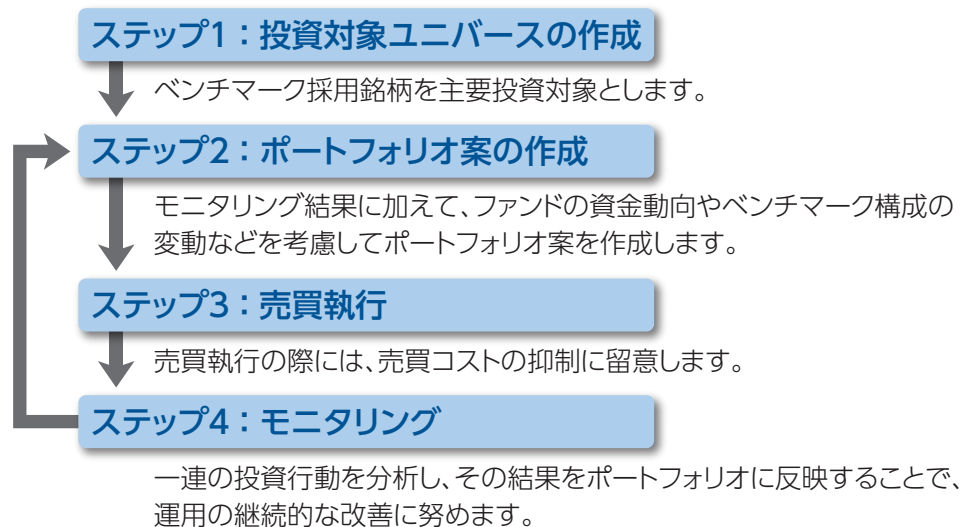 ステップ1：投資対象ユニバースの作成
ベンチマーク採用銘柄を主要投資対象とします。
ステップ2：ポートフォリオ案の作成
モニタリング結果に加えて、ファンドの資金動向やベンチマーク構成の
変動などを考慮してポートフォリオ案を作成します。
ステップ3：売買執行
売買執行の際には、売買コストの抑制に留意します。
ステップ4：モニタリング
一連の投資行動を分析し、その結果をポートフォリオに反映することで、
運用の継続的な改善に努めます。